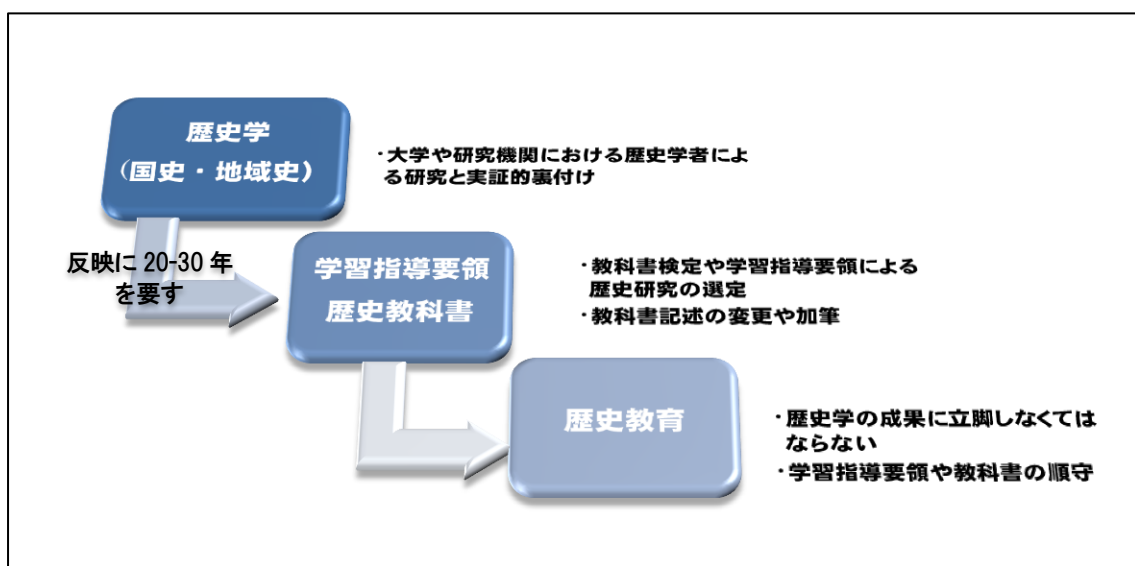 歴史学
（国史・地域史）
・大学や研究機関における歴史学者によ
る研究と実証的裏付け
反映に 20-30 年
を要す
学習指導要領
歴史教科書
・教科書検定や学習指導要領による
歴史研究の選定
・教科書記述の変更や加筆
歴史教育
・歴史学の成果に立脚しなくては
ならない
・学習指導要領や教科書の順守